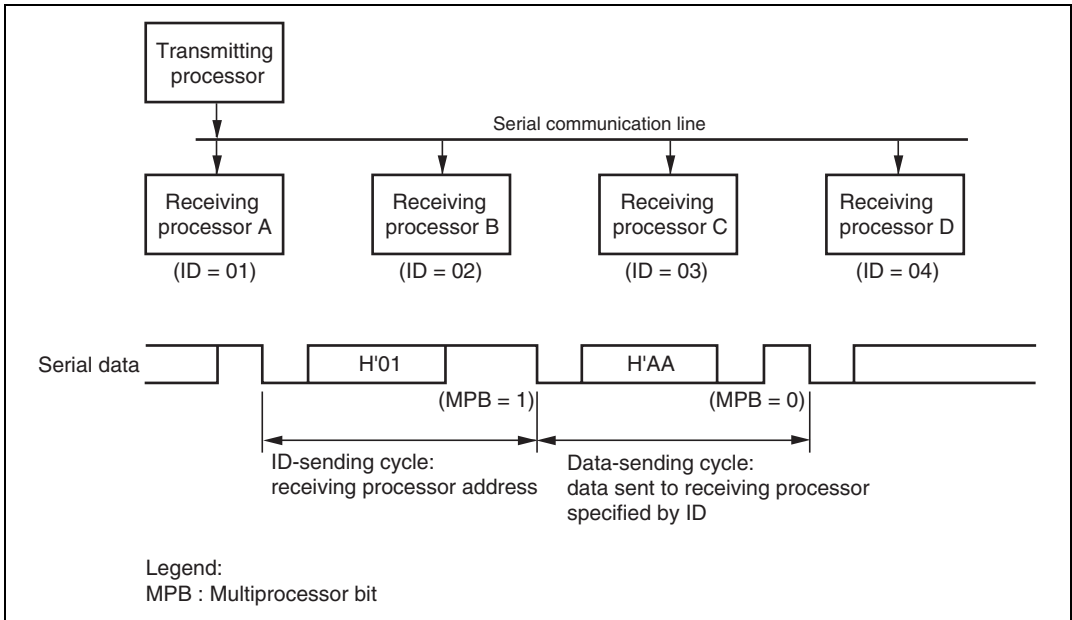 Transmitting
processor
Serial communication line
Receiving
processor A
(ID = 01)
Receiving
processor B
(ID = 02)
Receiving
processor C
(ID = 03)
Receiving
processor D
(ID = 04)
Serial data
H'01
H'AA
(MPB = 1)
(MPB = 0)
ID-sending cycle:
receiving processor address
Data-sending cycle:
data sent to receiving processor
specified by ID
Legend:
MPB : Multiprocessor bit